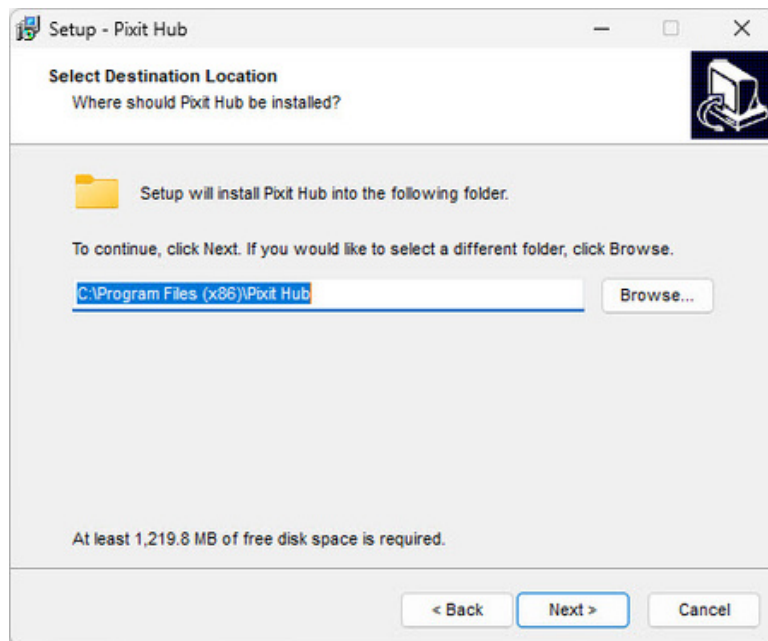 Setup - Pixit Hub
Select Destination Location
Where should Pixit Hub be installed?
Setup will install Pixit Hub into the following folder.
To continue, click Next. If you would like to select a different folder, click Browse.
C:\Program Files (x86)\Pixit Hub
Browse...
At least 1,219.8 MB of free disk space is required.
< Back
Next >
Cancel